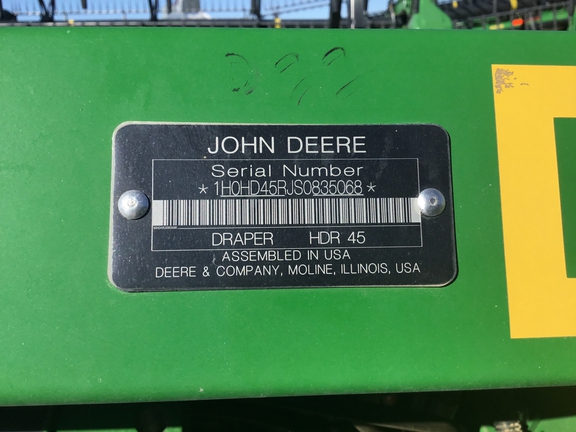 JOHN DEERE
Serial Number
*1H0HD45RJS0835068*
DRAPER HDR 45
ASSEMBLED IN USA
DEERE & COMPANY, MOLINE, ILLINOIS, USA